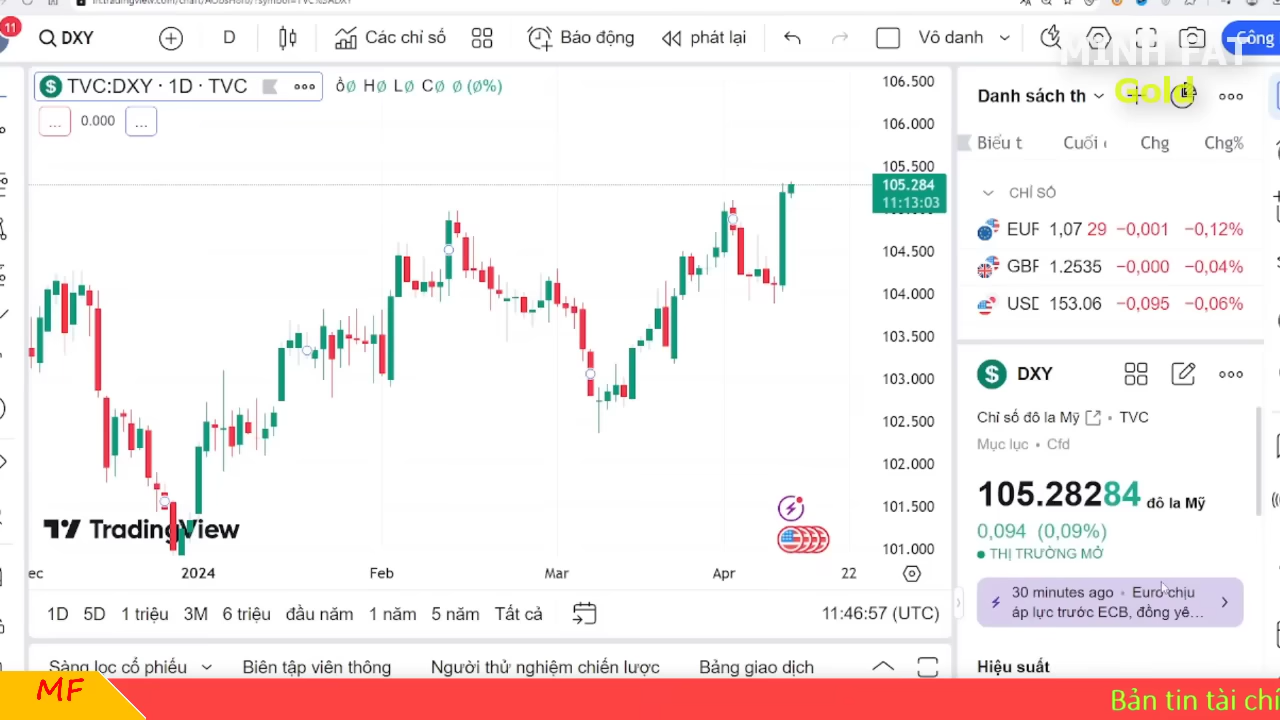 11
DXY
D
Các chỉ số
Báo động
phát lại
Vô danh
Công
MINH FAT
Gold
TVC:DXY · 1D · TVC
ồ∅ H∅ L∅ C∅ ∅ (∅%)
...
0.000
...
106.500
106.000
105.500
105.284
11:13:03
104.500
104.000
103.500
103.000
102.500
102.000
101.500
101.000
TradingView
ec
2024
Feb
Mar
Apr
22
1D
5D
1 triệu
3M
6 triệu
đầu năm
1 năm
5 năm
Tất cả
11:46:57 (UTC)
Sàng lọc cổ phiếu
Biên tập viên thông
Người thử nghiệm chiến lược
Bảng giao dịch
Danh sách th
Biểu t
Cuối
Chg
Chg%
CHỈ SỐ
EUF 1,07 29 −0,001 −0,12%
GBF 1.2535 −0,000 −0,04%
USD 153.06 −0,095 −0,06%
DXY
Chỉ số đô la Mỹ • TVC
Mục lục • Cfd
105.28284 đô la Mỹ
0,094 (0,09%)
THỊ TRƯỜNG MỞ
30 minutes ago • Euro chịu
áp lực trước ECB, đồng yê...
Hiệu suất
MF
Bản tin tài chí